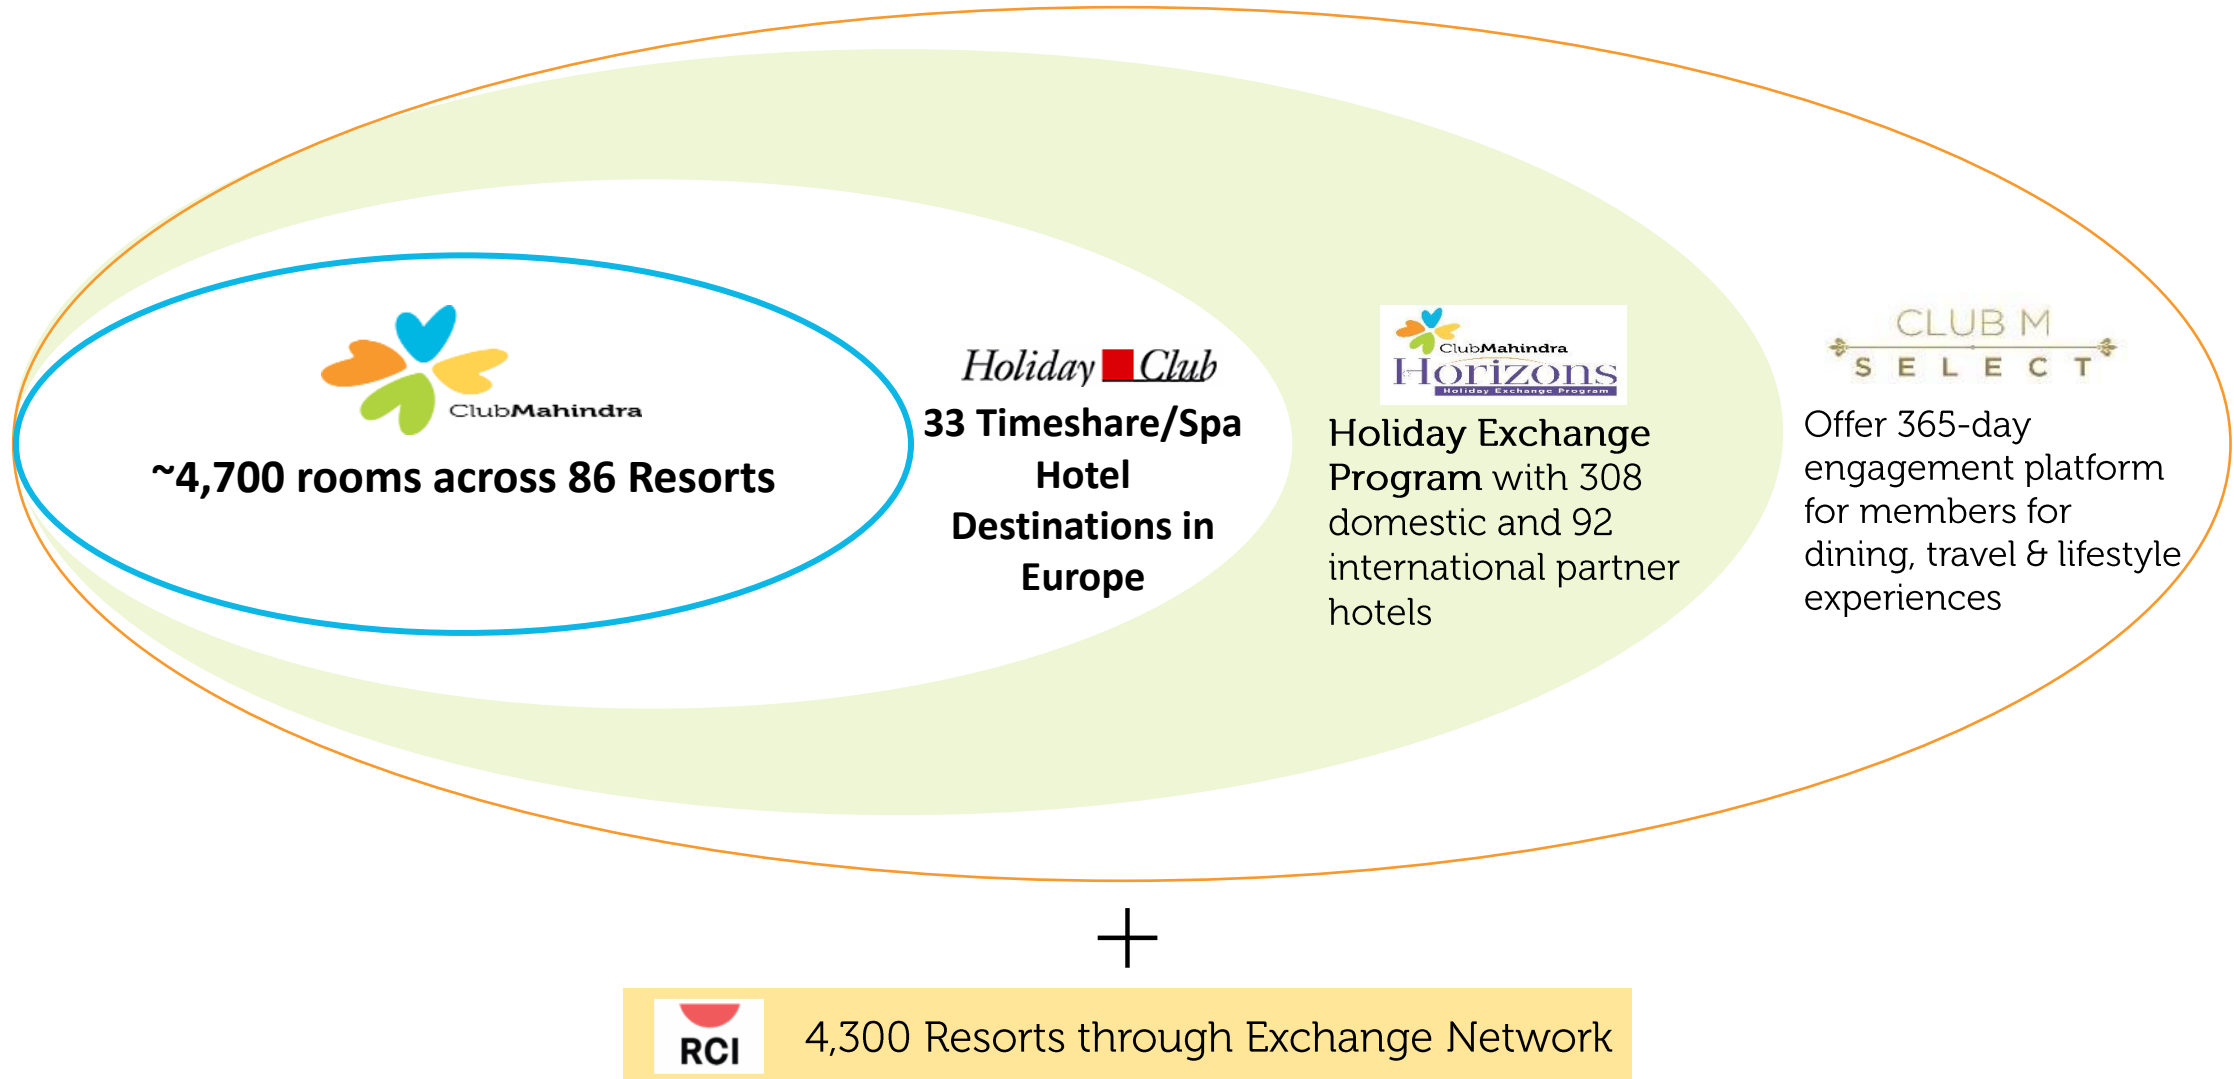 ClubMahindra
~4,700 rooms across 86 Resorts
Holiday Club
33 Timeshare/Spa
Hotel
Destinations in
Europe
ClubMahindra
Horizons
Holiday Exchange Program
Holiday Exchange
Program with 308
domestic and 92
international partner
hotels
CLUB M
SELECT
Offer 365-day
engagement platform
for members for
dining, travel & lifestyle
experiences
+
RCI
4,300 Resorts through Exchange Network